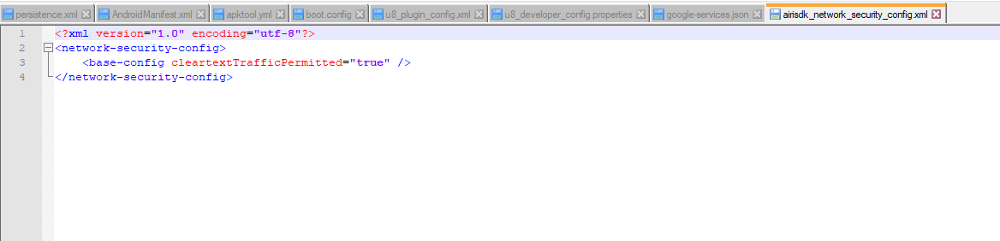 persistence.xml AndroidManifest.xml apktool.yml boot.config u8_plugin_config.xml u8_developer_config.properties google-services.json airisdk_network_security_config.xml
1 <?xml version="1.0" encoding="utf-8"?>
2 <network-security-config>
3 <base-config cleartextTrafficPermitted="true" />
4 </network-security-config>